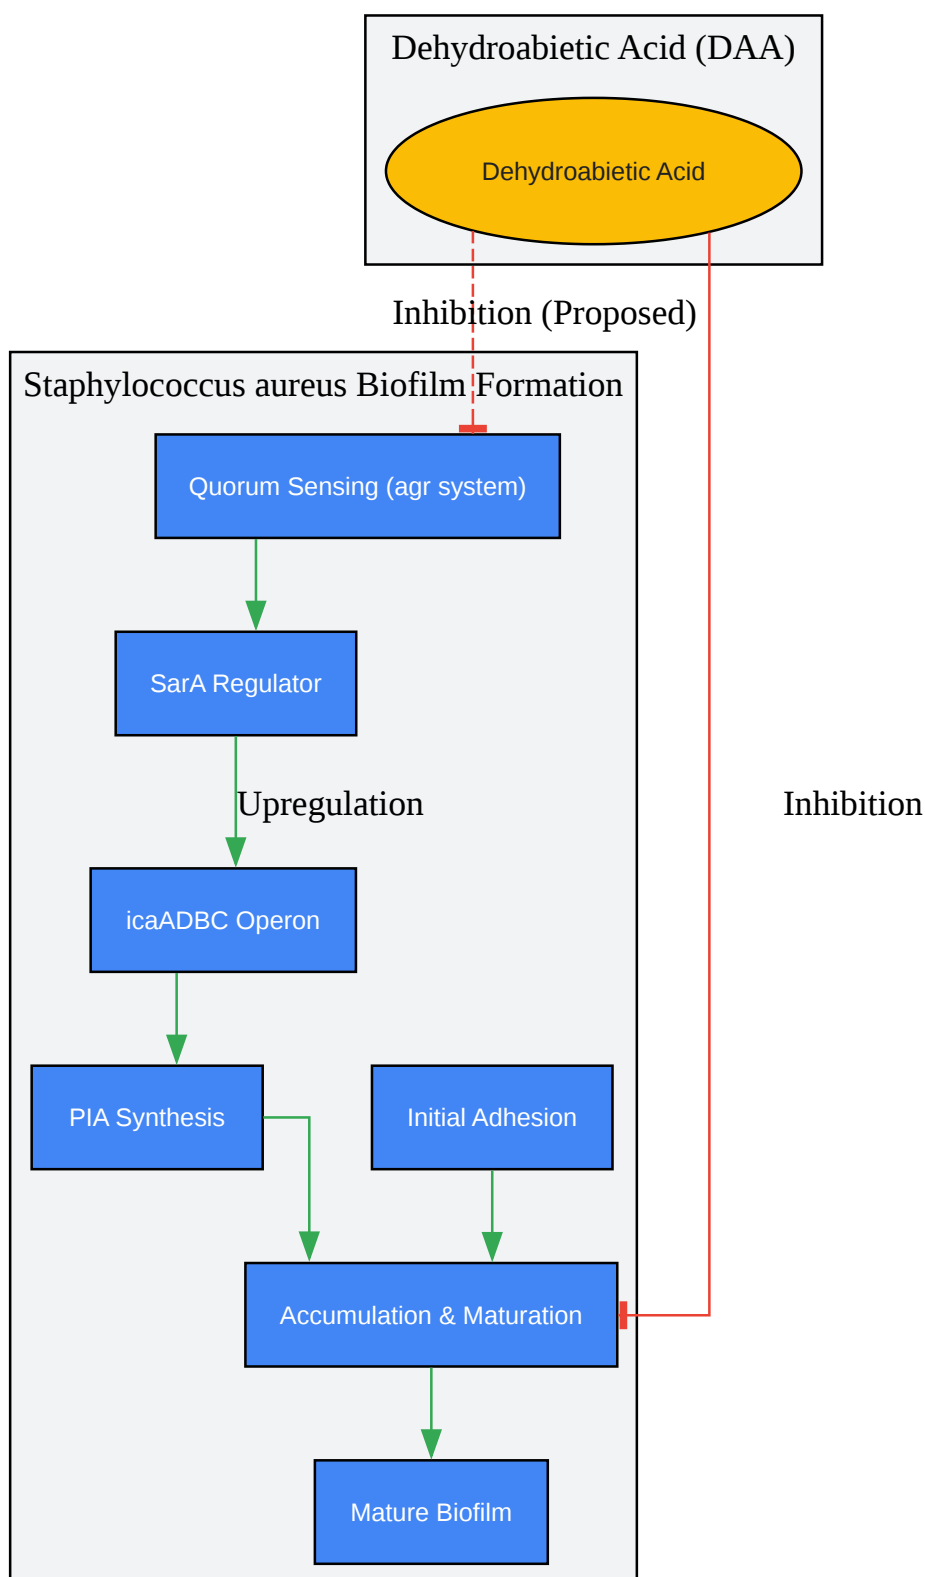 Dehydroabietic Acid (DAA)
Dehydroabietic Acid
Inhibition (Proposed)
Staphylococcus aureus Biofilm Formation
Quorum Sensing (agr system)
SarA Regulator
Upregulation
Inhibition
icaADBC Operon
PIA Synthesis
Initial Adhesion
Accumulation & Maturation
Mature Biofilm